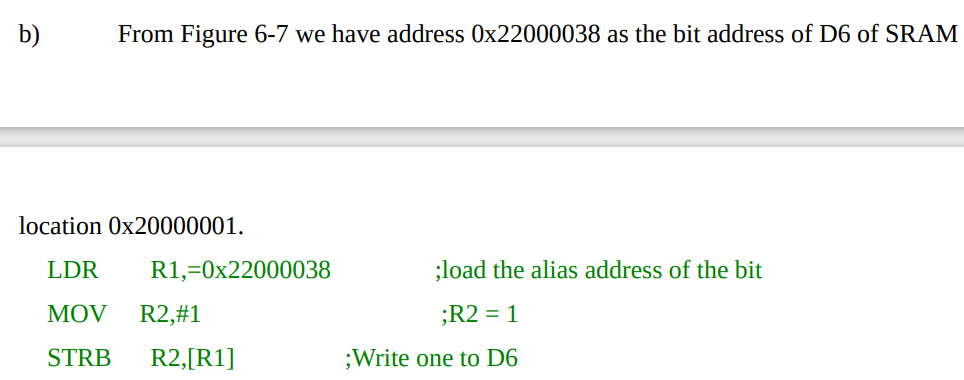 b) From Figure 6-7 we have address 0x22000038 as the bit address of D6 of SRAM
location 0x20000001.
LDR R1,=0x22000038 ;load the alias address of the bit
MOV R2,#1 ;R2 = 1
STRB R2,[R1] ;Write one to D6